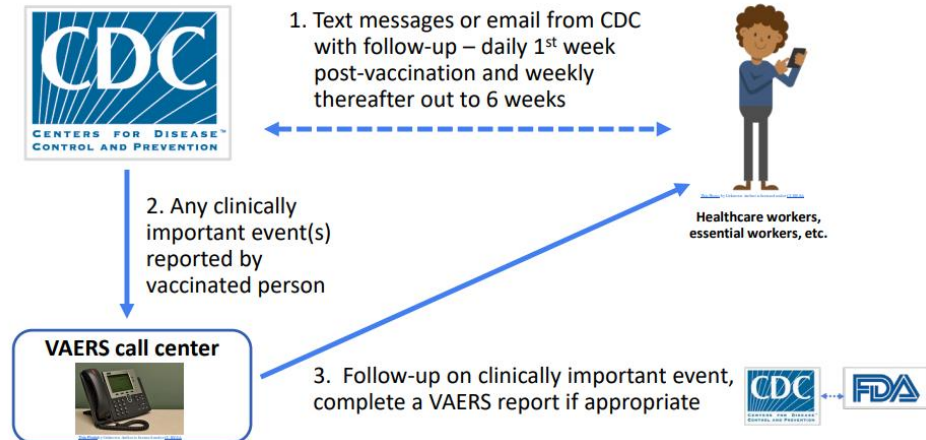 CDC
CENTERS FOR DISEASE™
CONTROL AND PREVENTION
1. Text messages or email from CDC
with follow-up – daily 1st week
post-vaccination and weekly
thereafter out to 6 weeks
Healthcare workers,
essential workers, etc.
2. Any clinically
important event(s)
reported by
vaccinated person
VAERS call center
3. Follow-up on clinically important event,
complete a VAERS report if appropriate
CDC
FDA